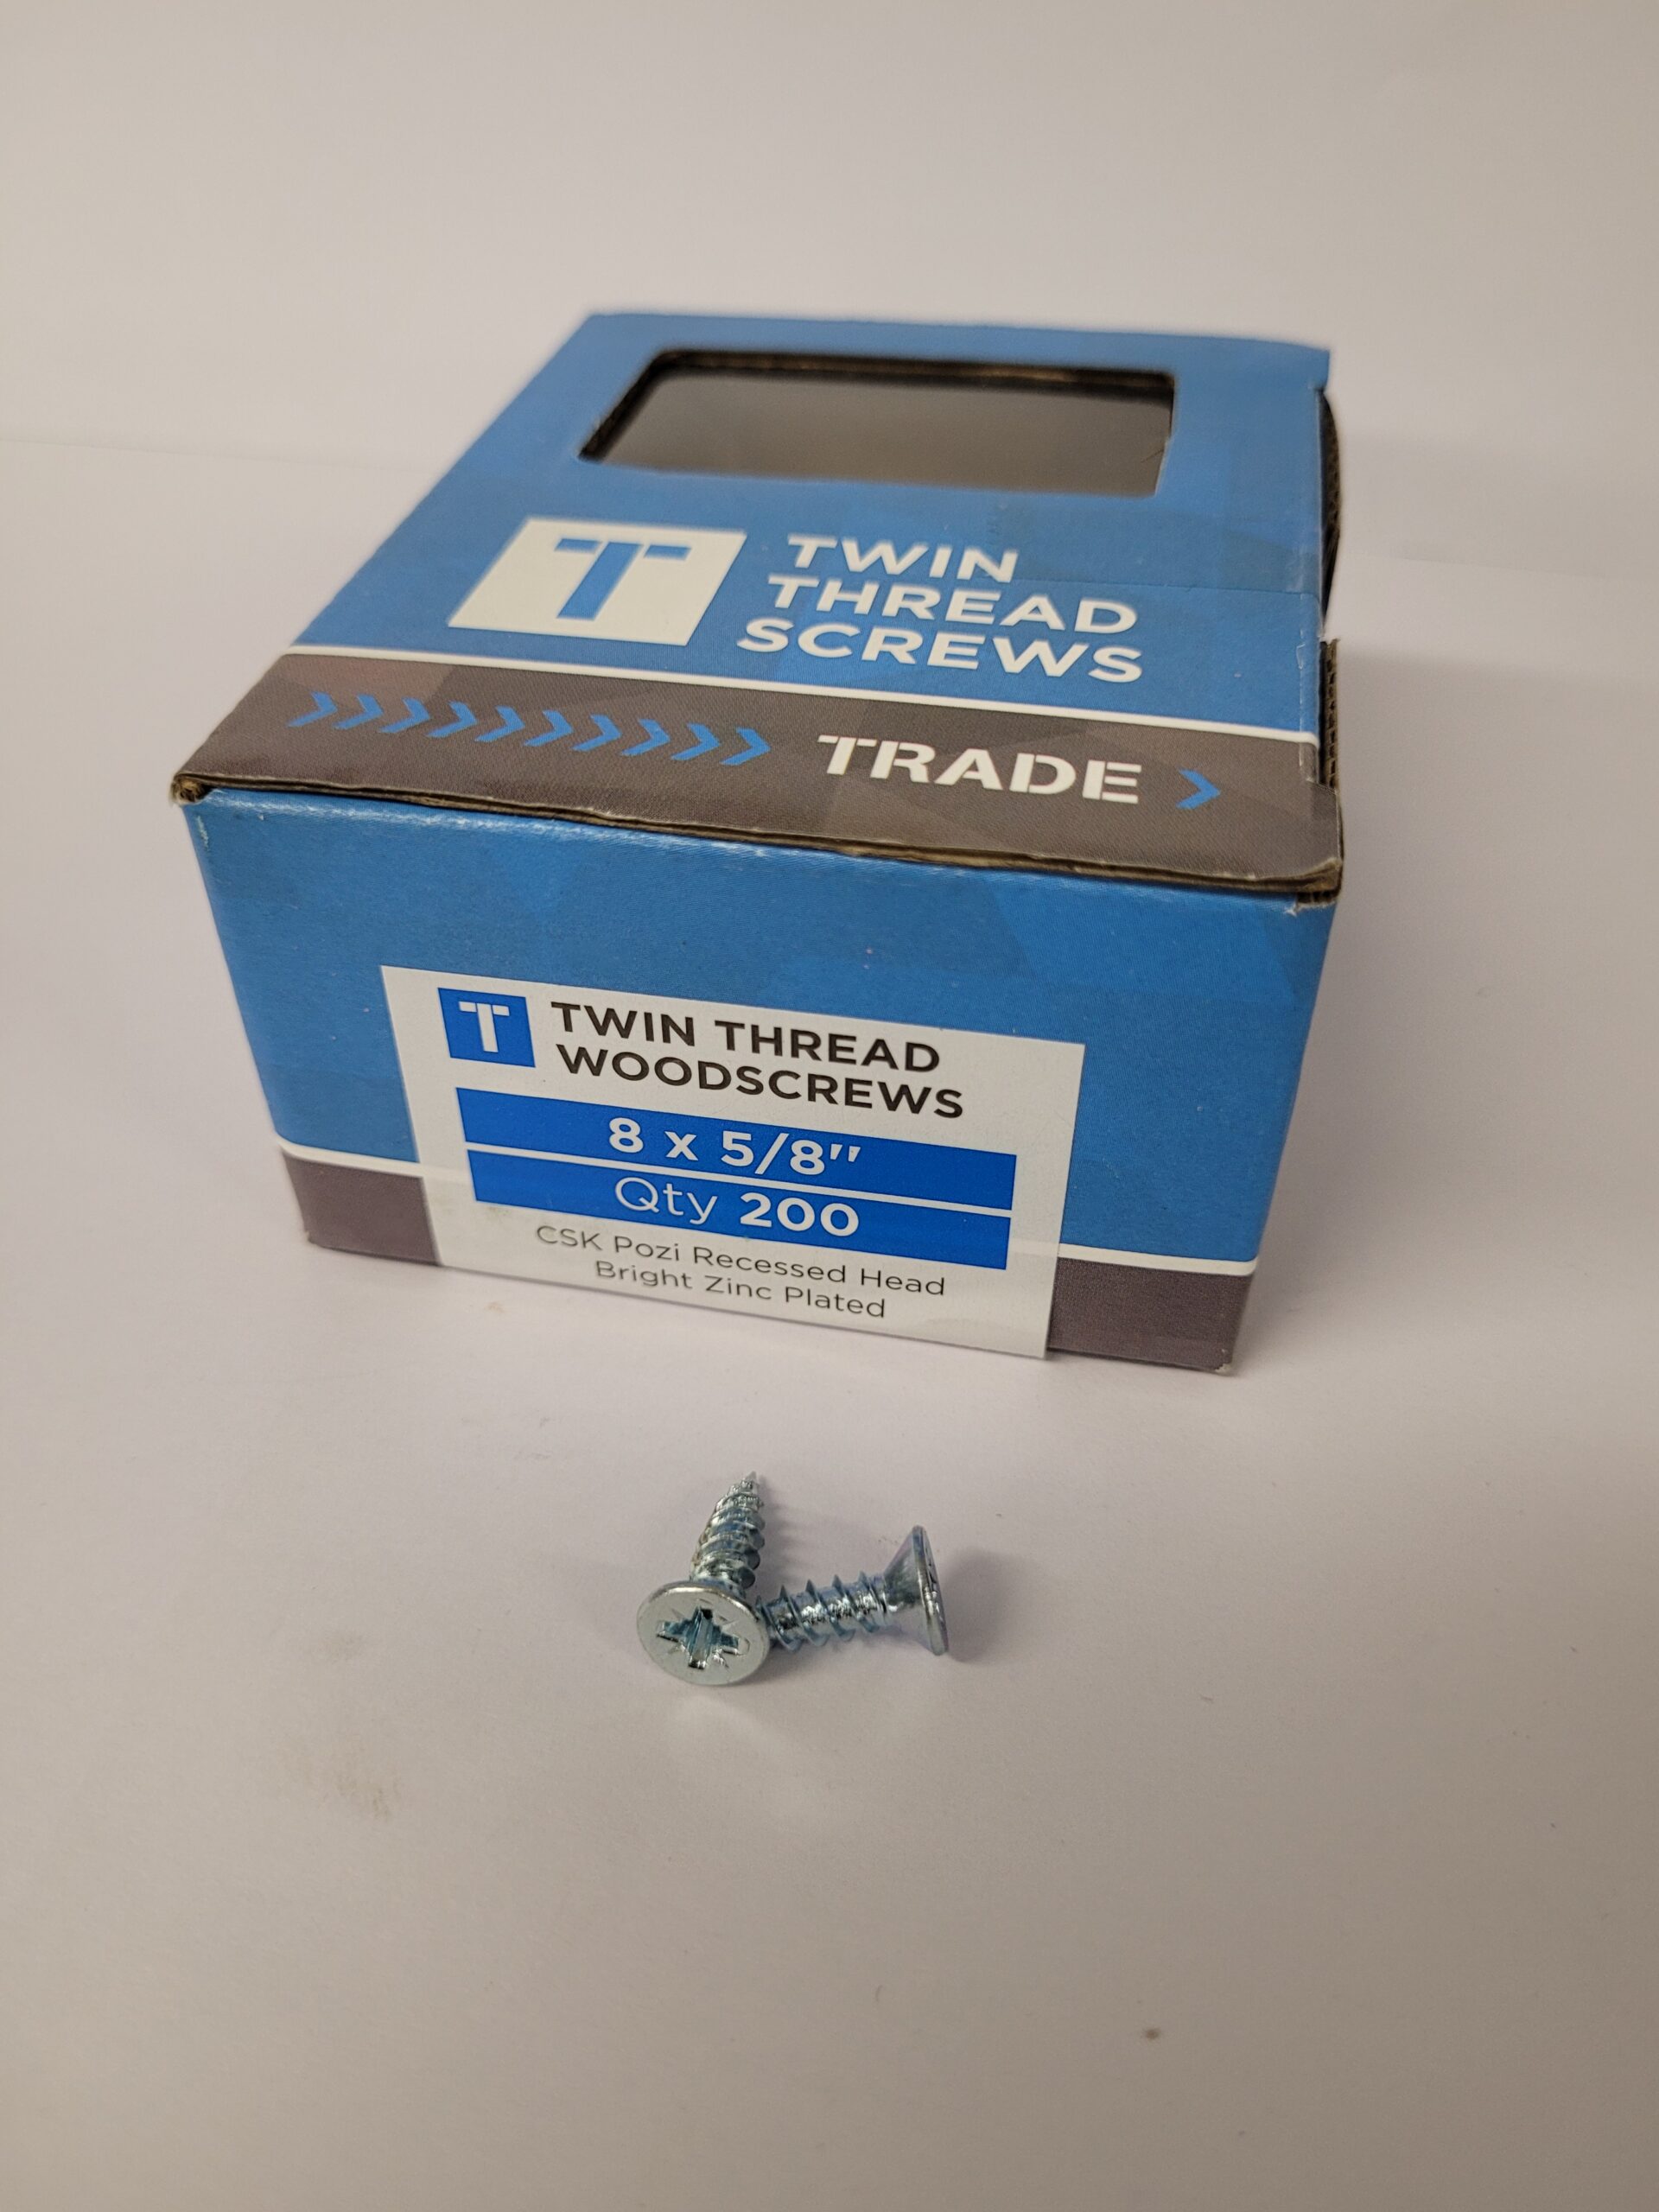 T
TWIN
THREAD
SCREWS
TRADE
T
TWIN THREAD
WOODSCREWS
8 x 5/8"
Qty 200
CSK Pozi Recessed Head
Bright Zinc Plated